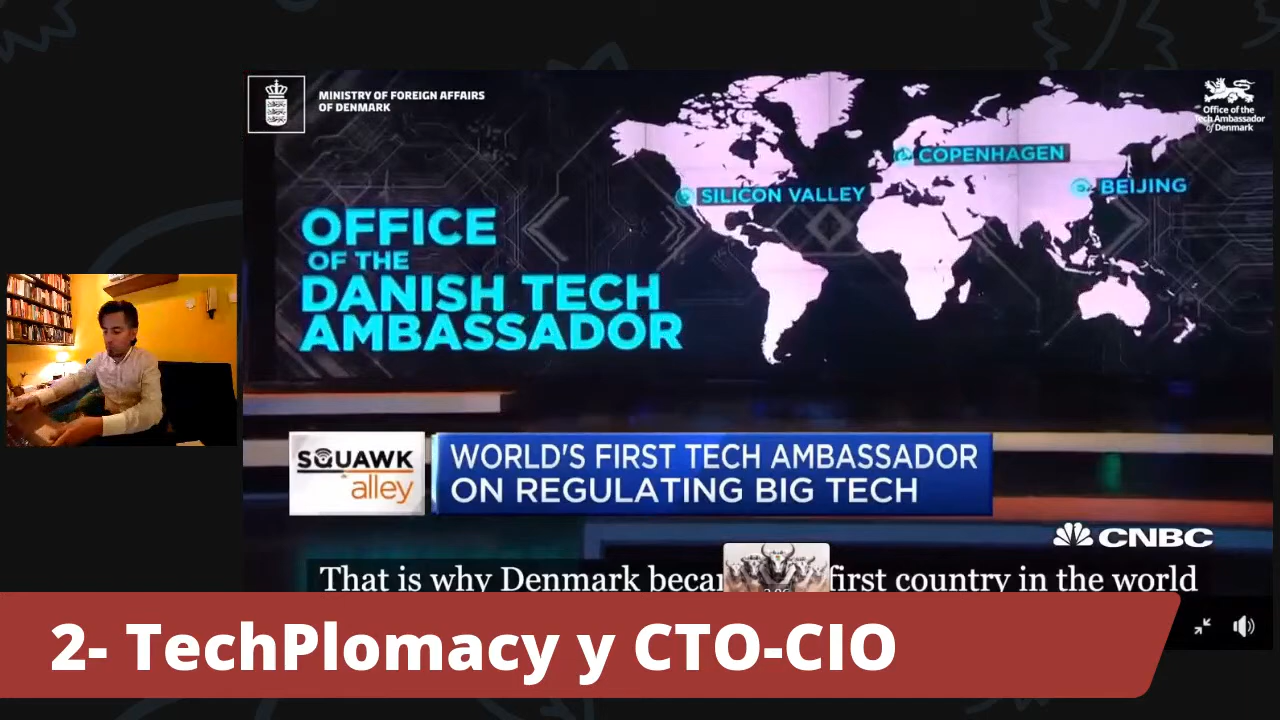 MINISTRY OF FOREIGN AFFAIRS
OF DENMARK
Office of the
Tech Ambassador
of Denmark
COPENHAGEN
SILICON VALLEY
BEIJING
OFFICE
OF THE
DANISH TECH
AMBASSADOR
SQUAWK
alley
WORLD'S FIRST TECH AMBASSADOR
ON REGULATING BIG TECH
CNBC
That is why Denmark first country in the world
2- TechPlomacy y CTO-CIO